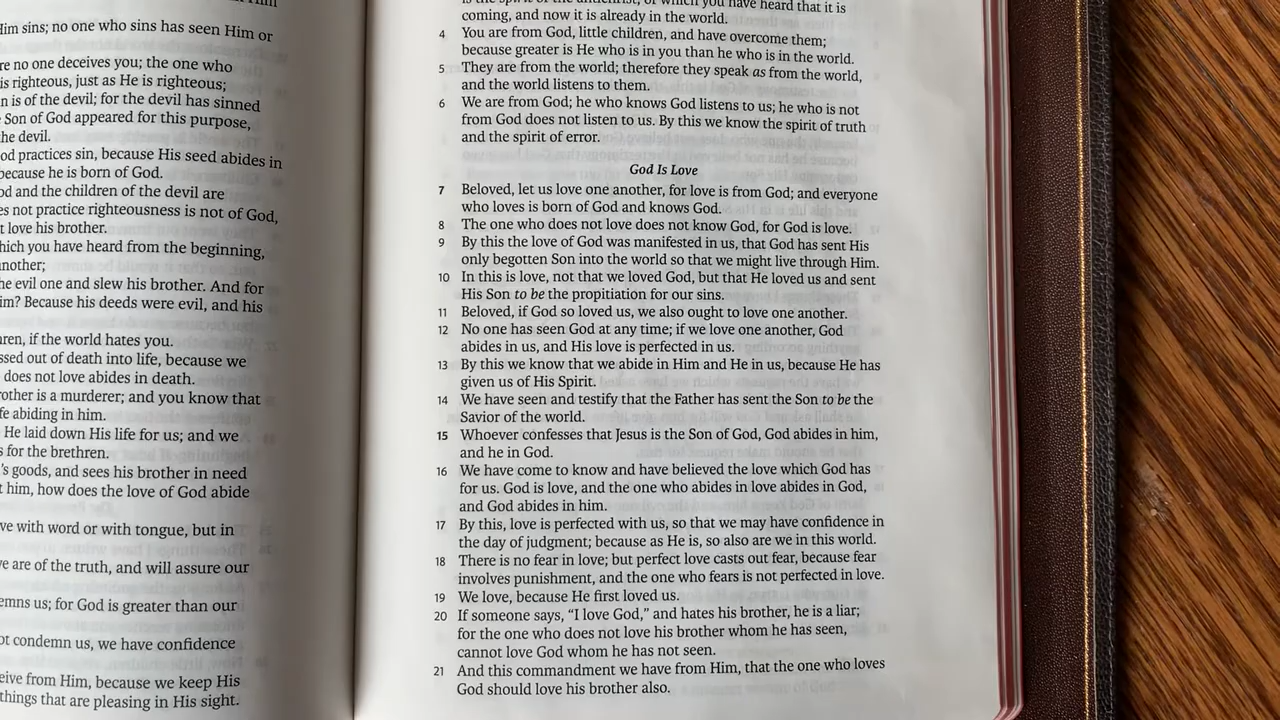 Him sins; no one who sins has seen Him or
no one deceives you; the one who
is righteous, just as He is righteous;
is of the devil; for the devil has sinned
Son of God appeared for this purpose,
the devil.
practices sin, because His seed abides in
because he is born of God.
and the children of the devil are
not practice righteousness is not of God,
love his brother.
which you have heard from the beginning,
another;
the evil one and slew his brother. And for
Because his deeds were evil, and his
if the world hates you.
out of death into life, because we
does not love abides in death.
is a murderer; and you know that
abiding in him.
He laid down His life for us; and we
for the brethren.
goods, and sees his brother in need
him, how does the love of God abide
with word or with tongue, but in
are of the truth, and will assure our
us; for God is greater than our
condemn us, we have confidence
from Him, because we keep His
things that are pleasing in His sight.
is the spirit of the antichrist, of which you have heard that it is
coming, and now it is already in the world.
4 You are from God, little children, and have overcome them;
because greater is He who is in you than he who is in the world.
5 They are from the world; therefore they speak as from the world,
and the world listens to them.
6 We are from God; he who knows God listens to us; he who is not
from God does not listen to us. By this we know the spirit of truth
and the spirit of error.
God Is Love
7 Beloved, let us love one another, for love is from God; and everyone
who loves is born of God and knows God.
8 The one who does not love does not know God, for God is love.
9 By this the love of God was manifested in us, that God has sent His
only begotten Son into the world so that we might live through Him.
10 In this is love, not that we loved God, but that He loved us and sent
His Son to be the propitiation for our sins.
11 Beloved, if God so loved us, we also ought to love one another.
12 No one has seen God at any time; if we love one another, God
abides in us, and His love is perfected in us.
13 By this we know that we abide in Him and He in us, because He has
given us of His Spirit.
14 We have seen and testify that the Father has sent the Son to be the
Savior of the world.
15 Whoever confesses that Jesus is the Son of God, God abides in him,
and he in God.
16 We have come to know and have believed the love which God has
for us. God is love, and the one who abides in love abides in God,
and God abides in him.
17 By this, love is perfected with us, so that we may have confidence in
the day of judgment; because as He is, so also are we in this world.
18 There is no fear in love; but perfect love casts out fear, because fear
involves punishment, and the one who fears is not perfected in love.
19 We love, because He first loved us.
20 If someone says, “I love God,” and hates his brother, he is a liar;
for the one who does not love his brother whom he has seen,
cannot love God whom he has not seen.
21 And this commandment we have from Him, that the one who loves
God should love his brother also.